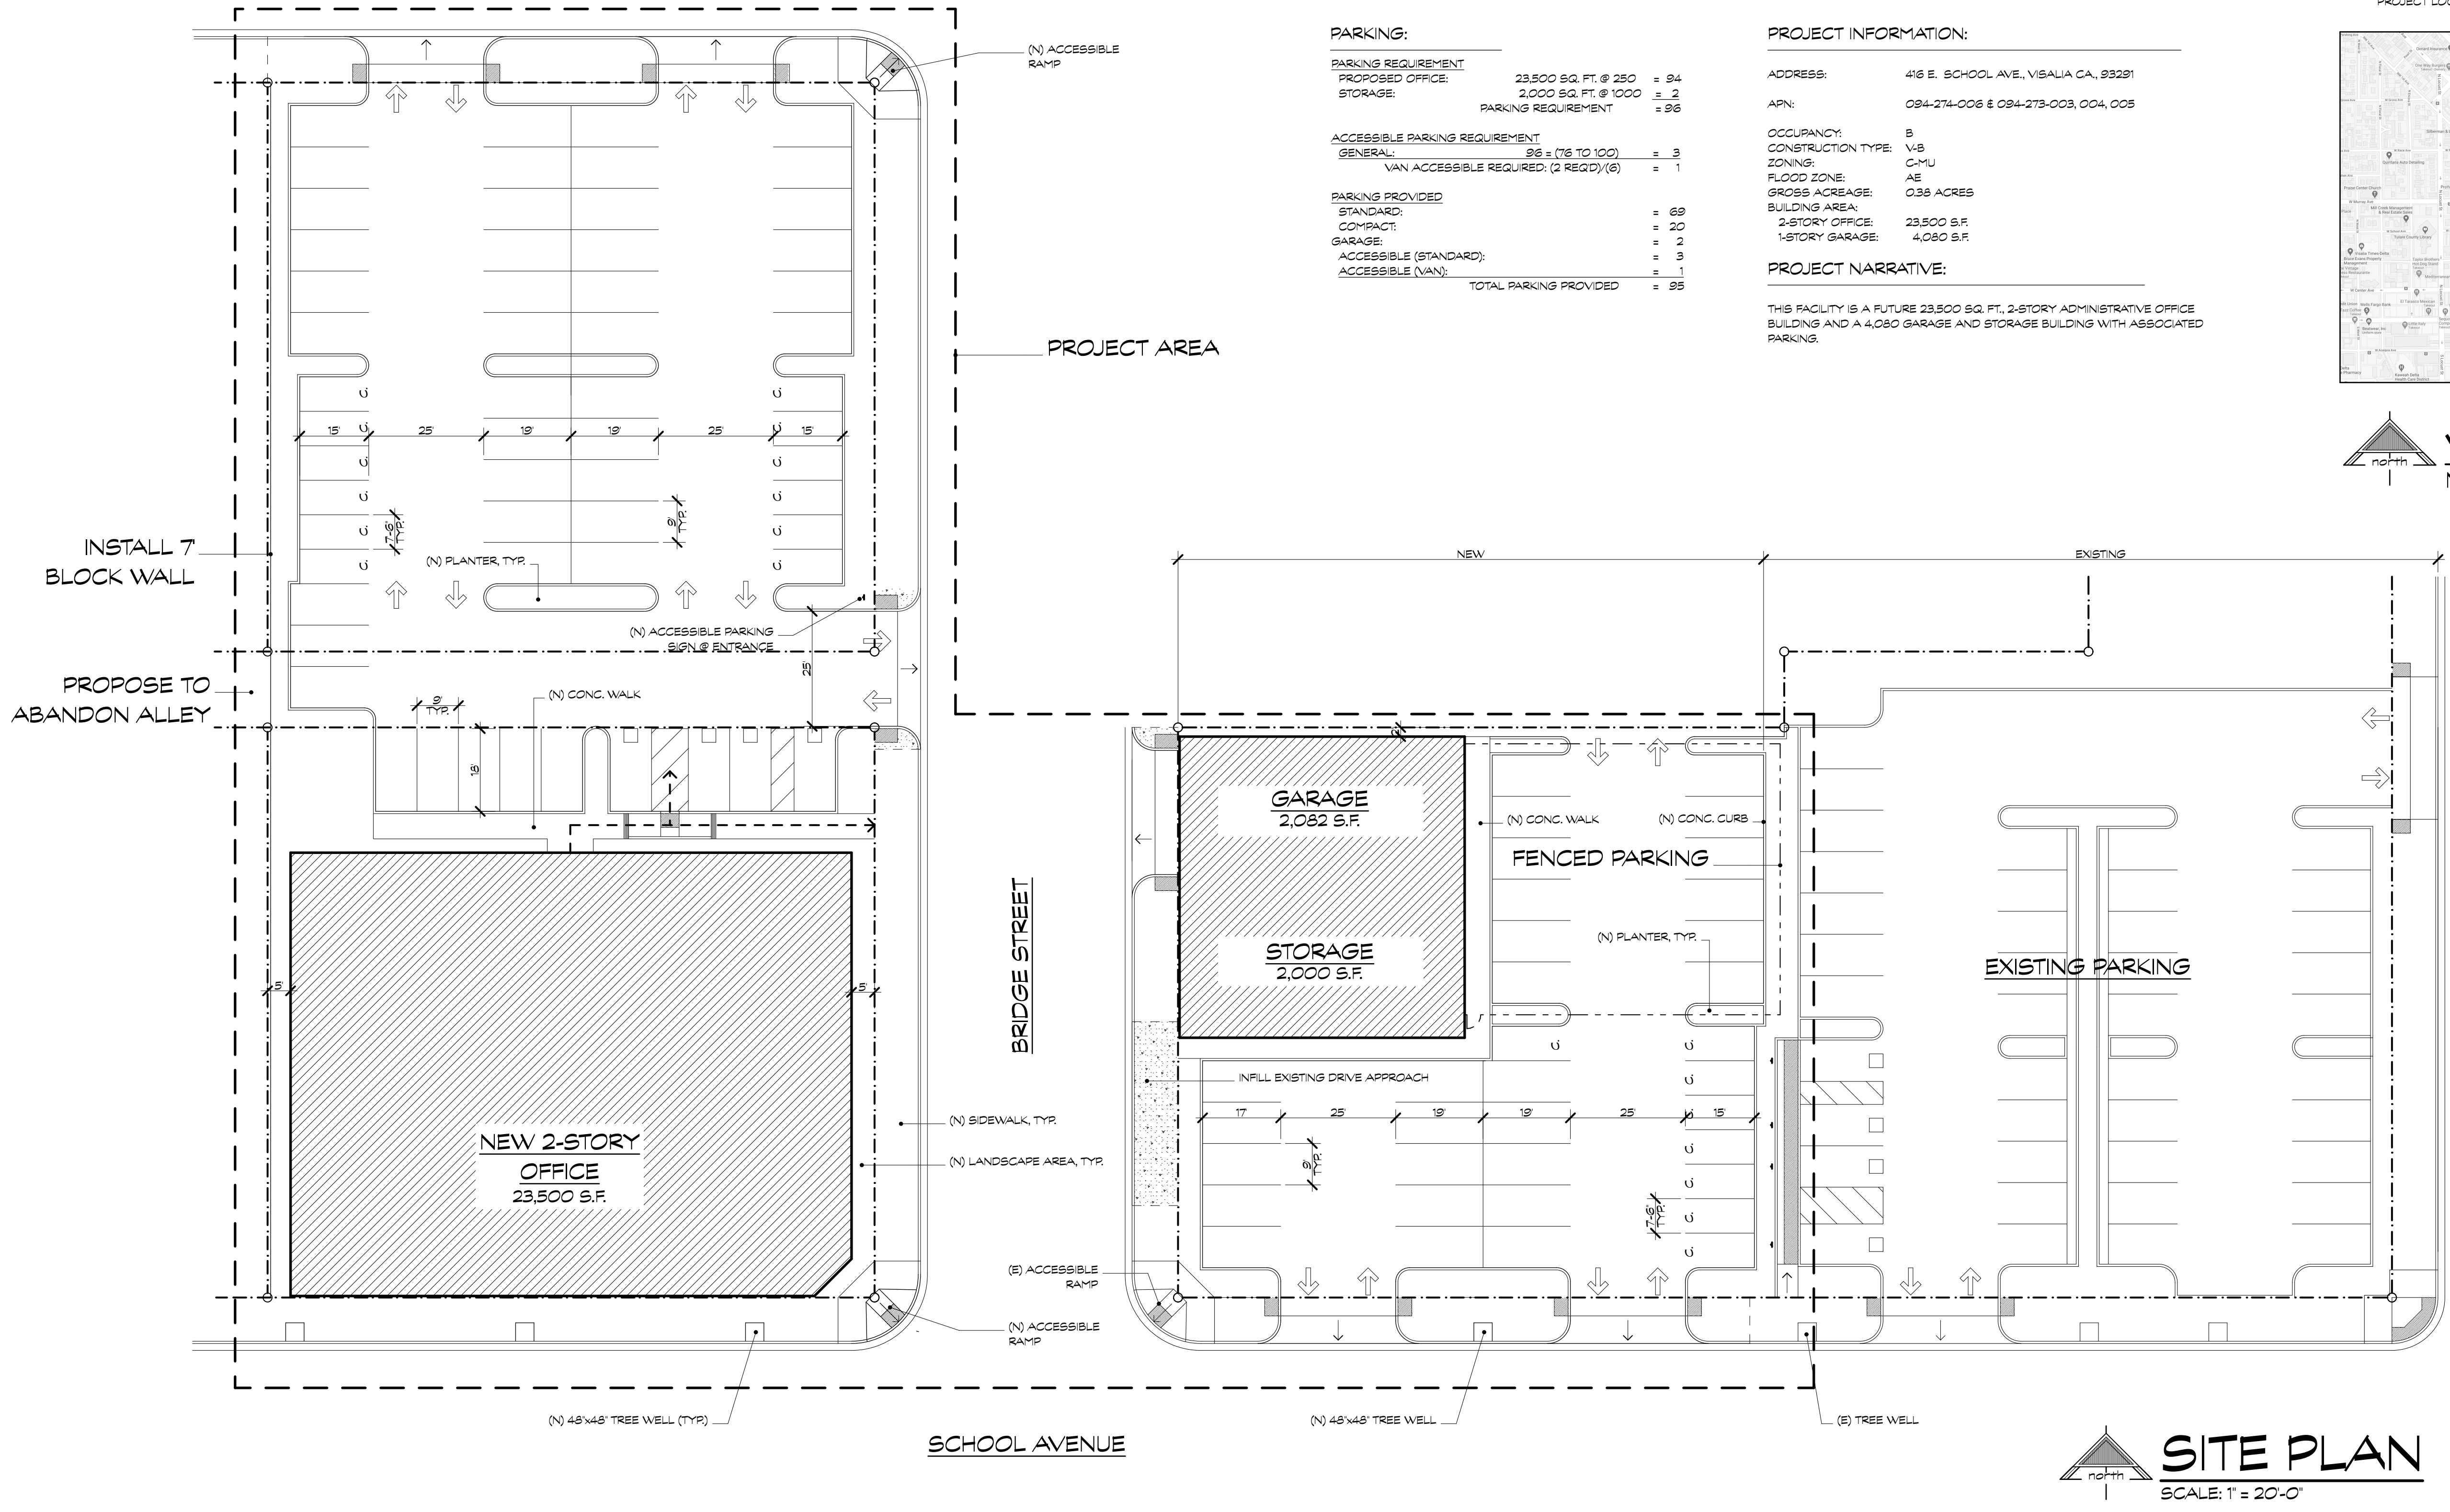 PARKING:
PARKING REQUIREMENT
PROPOSED OFFICE: 23,500 SQ. FT. @ 250 = 94
STORAGE: 2,000 SQ. FT. @ 1000 = 2
PARKING REQUIREMENT = 96
ACCESSIBLE PARKING REQUIREMENT
GENERAL: 96 = (76 TO 100) = 3
VAN ACCESSIBLE REQUIRED: (2 REQ'D)/(6) = 1
PARKING PROVIDED
STANDARD: = 69
COMPACT: = 20
GARAGE: = 2
ACCESSIBLE (STANDARD): = 3
ACCESSIBLE (VAN): = 1
TOTAL PARKING PROVIDED = 95
PROJECT INFORMATION:
ADDRESS: 416 E. SCHOOL AVE., VISALIA CA., 93291
APN: 094-274-006 & 094-273-003, 004, 005
OCCUPANCY: B
CONSTRUCTION TYPE: V-B
ZONING: C-MU
FLOOD ZONE: AE
GROSS ACREAGE: 0.38 ACRES
BUILDING AREA:
2-STORY OFFICE: 23,500 S.F.
1-STORY GARAGE: 4,080 S.F.
PROJECT NARRATIVE:
THIS FACILITY IS A FUTURE 23,500 SQ. FT., 2-STORY ADMINISTRATIVE OFFICE
BUILDING AND A 4,080 GARAGE AND STORAGE BUILDING WITH ASSOCIATED
PARKING.
north
(N) ACCESSIBLE
RAMP
PROJECT AREA
C C
15' C 25' 19' 19' 25' C 15'
C C
C C
C C
C C
7'-6"
TYP.
9'
TYP.
INSTALL 7'
BLOCK WALL
(N) PLANTER, TYP.
(N) ACCESSIBLE PARKING
SIGN @ ENTRANCE
25'
PROPOSE TO
ABANDON ALLEY
9'
TYP.
(N) CONC. WALK
18'
5'
5'
NEW 2-STORY
OFFICE
23,500 S.F.
BRIDGE STREET
(N) SIDEWALK, TYP.
(N) LANDSCAPE AREA, TYP.
(E) ACCESSIBLE
RAMP
(N) ACCESSIBLE
RAMP
NEW
EXISTING
2'
GARAGE
2,082 S.F.
(N) CONC. WALK
(N) CONC. CURB
FENCED PARKING
STORAGE
2,000 S.F.
(N) PLANTER, TYP.
EXISTING PARKING
C C
INFILL EXISTING DRIVE APPROACH
C
17' 25' 19' 19' 25' C 15'
9'
TYP.
C
C
7'-6"
TYP.
C
C
(N) 48"x48" TREE WELL (TYP.)
(N) 48"x48" TREE WELL
(E) TREE WELL
SCHOOL AVENUE
north
SITE PLAN
SCALE: 1" = 20'-0"